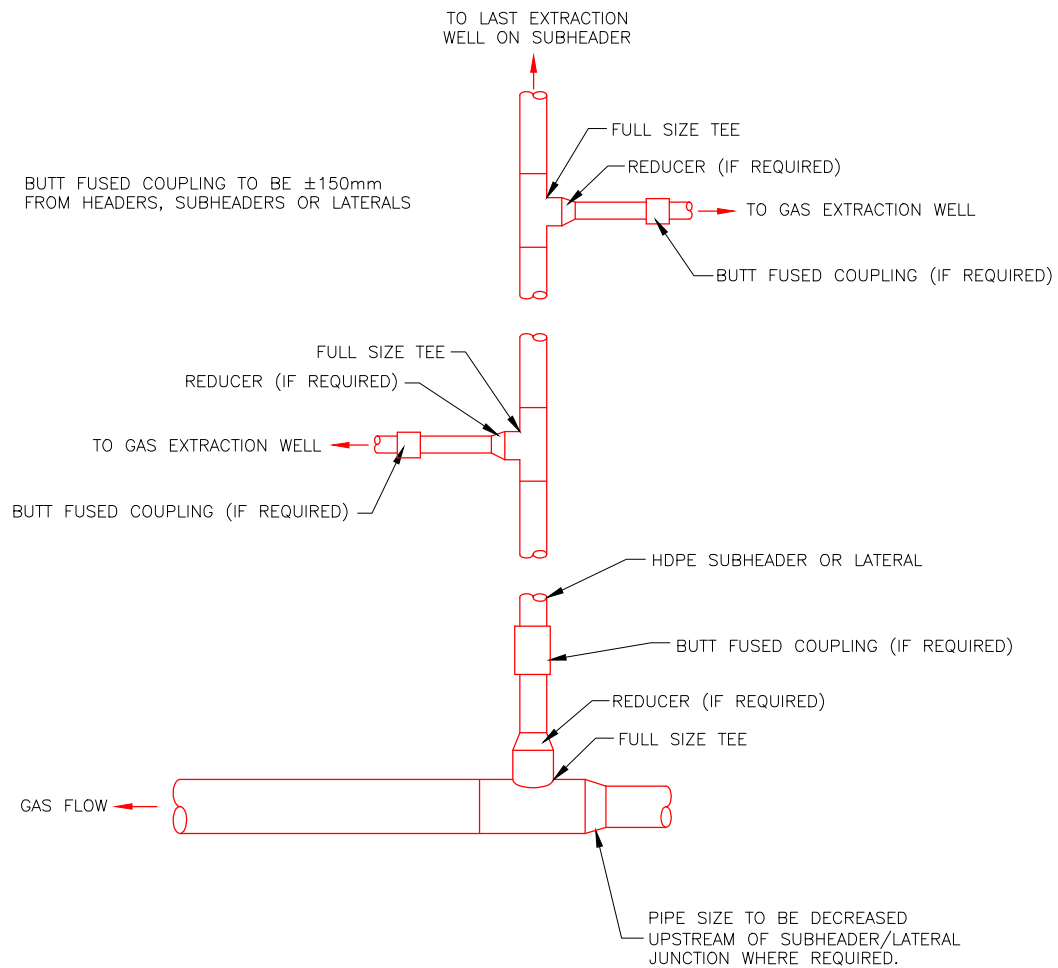 TO LAST EXTRACTION
WELL ON SUBHEADER
FULL SIZE TEE
REDUCER (IF REQUIRED)
BUTT FUSED COUPLING TO BE ±150mm
FROM HEADERS, SUBHEADERS OR LATERALS
TO GAS EXTRACTION WELL
BUTT FUSED COUPLING (IF REQUIRED)
FULL SIZE TEE
REDUCER (IF REQUIRED)
TO GAS EXTRACTION WELL
BUTT FUSED COUPLING (IF REQUIRED)
HDPE SUBHEADER OR LATERAL
BUTT FUSED COUPLING (IF REQUIRED)
REDUCER (IF REQUIRED)
FULL SIZE TEE
GAS FLOW
PIPE SIZE TO BE DECREASED
UPSTREAM OF SUBHEADER/LATERAL
JUNCTION WHERE REQUIRED.